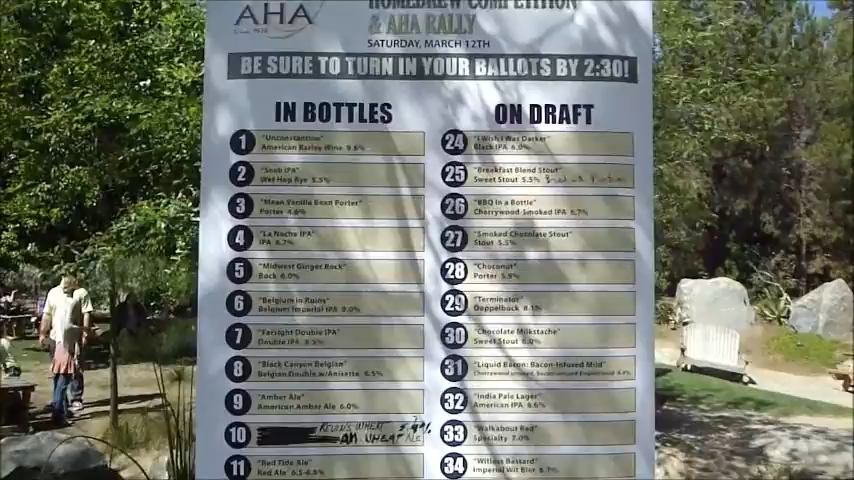 AHA
HOMEBREW COMPETITION
& AHA RALLY
SATURDAY, MARCH 12TH
BE SURE TO TURN IN YOUR BALLOTS BY 2:30!
IN BOTTLES
1 "Unconstantow"
American Barley Wine 9.6%
2 "Snob IPA"
Wet Hop Rye 5.5%
3 "Mean Vanilla Bean Porter"
Porter 4.6%
4 "La Nacha IPA"
IPA 6.7%
5 "Midwest Ginger Bock"
Bock 6.0%
6 "Belgium in Ruins"
Belgian Imperial IPA 9.0%
7 "Farsight Double IPA"
Double IPA 8.5%
8 "Black Canyon Belgian"
Belgian Double w/Anisette 6.5%
9 "Amber Ale"
American Amber Ale 6.0%
10 Kevin's Wheat
Am. Wheat Ale
11 "Red Tide Ale"
Red Ale
ON DRAFT
24 "I Wish I Was Darker"
Black IPA 6.0%
25 "Breakfast Blend Stout"
Sweet Stout 5.5%
26 "BBQ in a Bottle"
Cherrywood Smoked IPA 6.7%
27 "Smoked Chocolate Stout"
Stout 5.5%
28 "Choconut"
Porter 5.9%
29 "Terminator"
Doppelbock 8.1%
30 "Chocolate Milkstache"
Sweet Stout 6.0%
31 "Liquid Bacon: Bacon-Infused Mild"
32 "India Pale Lager"
American IPA 6.6%
33 "Walkabout Red"
Specialty 7.0%
34 "Witless Bastard"
Imperial Wit Bier 6.7%